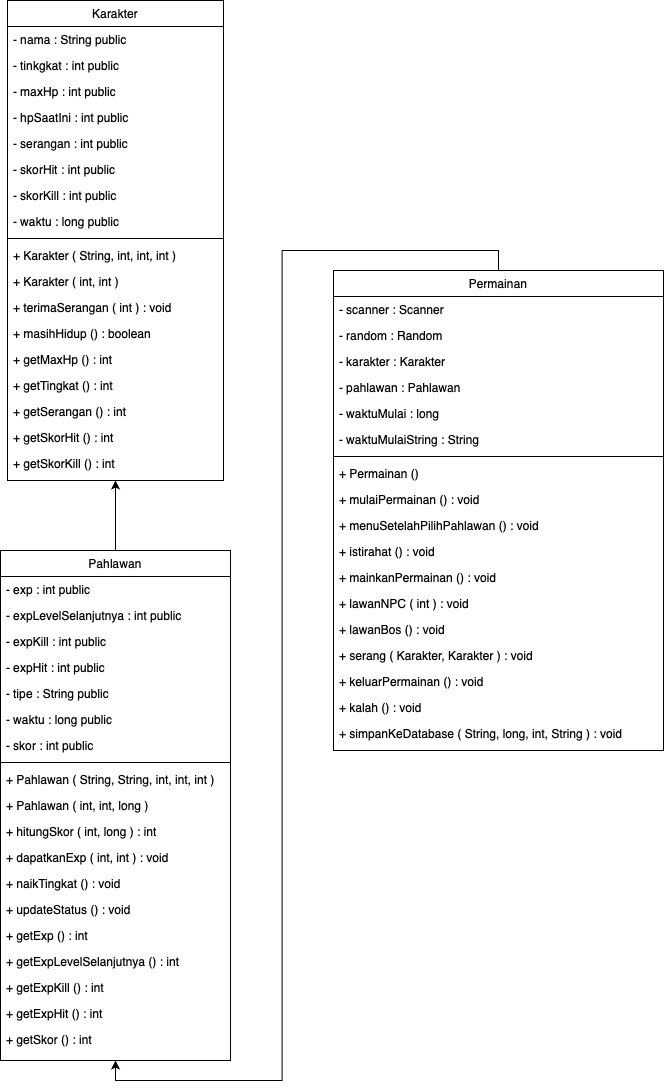 Karakter
- nama : String public
- tinkgkat : int public
- maxHp : int public
- hpSaatIni : int public
- serangan : int public
- skorHit : int public
- skorKill : int public
- waktu : long public
+ Karakter ( String, int, int, int )
+ Karakter ( int, int )
+ terimaSerangan ( int ) : void
+ masihHidup () : boolean
+ getMaxHp () : int
+ getTingkat () : int
+ getSerangan () : int
+ getSkorHit () : int
+ getSkorKill () : int
Pahlawan
- exp : int public
- expLevelSelanjutnya : int public
- expKill : int public
- expHit : int public
- tipe : String public
- waktu : long public
- skor : int public
+ Pahlawan ( String, String, int, int, int )
+ Pahlawan ( int, int, long )
+ hitungSkor ( int, long ) : int
+ dapatkanExp ( int, int ) : void
+ naikTingkat () : void
+ updateStatus () : void
+ getExp () : int
+ getExpLevelSelanjutnya () : int
+ getExpKill () : int
+ getExpHit () : int
+ getSkor () : int
Permainan
- scanner : Scanner
- random : Random
- karakter : Karakter
- pahlawan : Pahlawan
- waktuMulai : long
- waktuMulaiString : String
+ Permainan ()
+ mulaiPermainan () : void
+ menuSetelahPilihPahlawan () : void
+ istirahat () : void
+ mainkanPermainan () : void
+ lawanNPC ( int ) : void
+ lawanBos () : void
+ serang ( Karakter, Karakter ) : void
+ keluarPermainan () : void
+ kalah () : void
+ simpanKeDatabase ( String, long, int, String ) : void